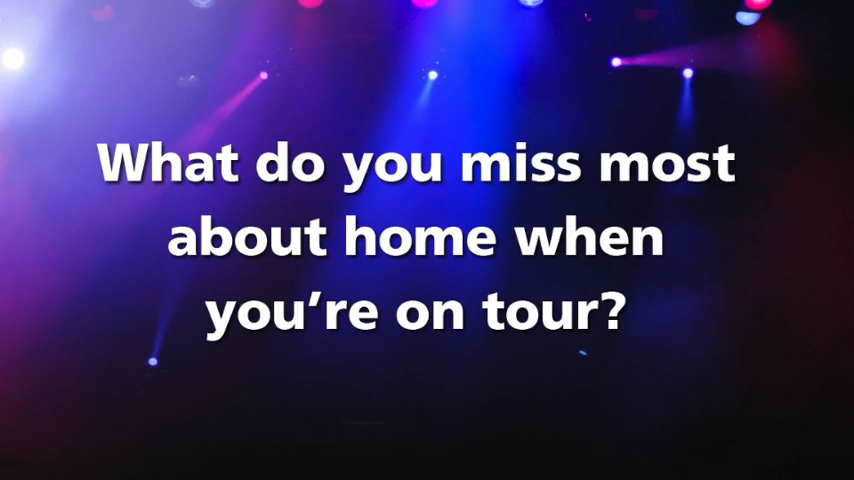 What do you miss most
about home when
you’re on tour?